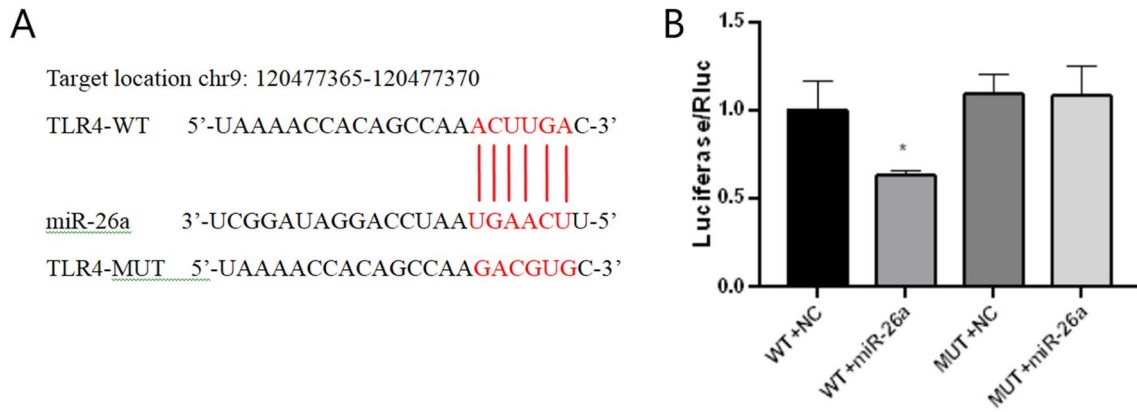 A
Target location chr9: 120477365-120477370
TLR4-WT 5’-UAAAACCACAGCCAAACUUGAC-3’
miR-26a 3’-UCGGAUAGGACCUAAUGAACUU-5’
TLR4-MUT 5’-UAAAACCACAGCCAAGACGUGC-3’
B
Luciferase/Rluc
1.5
1.0
0.5
0.0
*
WT+NC
WT+miR-26a
MUT+NC
MUT+miR-26a